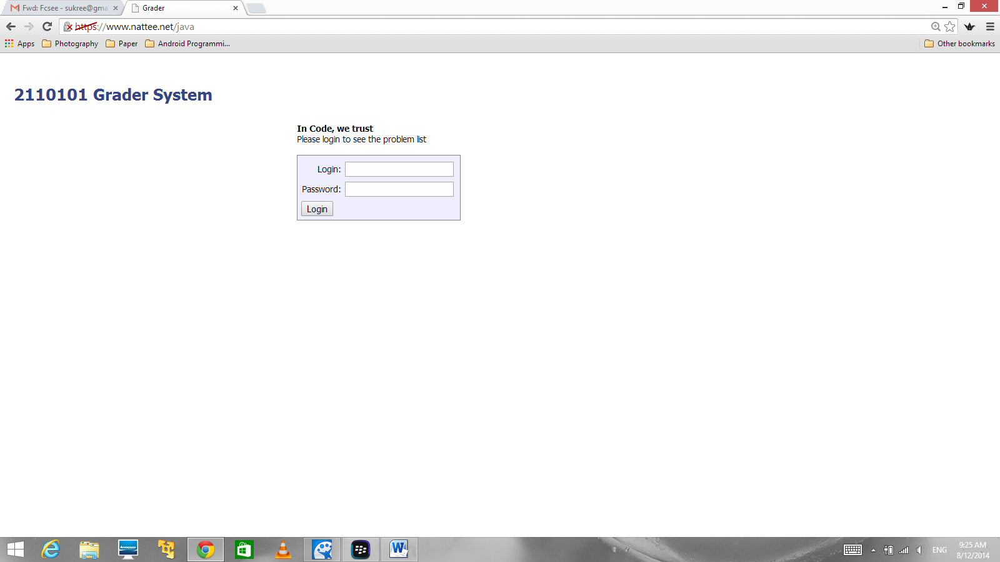 Fwd: Fcsee - sukree@gma
Grader
https://www.nattee.net/java
Apps
Photography
Paper
Android Programmi...
Other bookmarks
2110101 Grader System
In Code, we trust
Please login to see the problem list
Login:
Password:
Login
lenovo
W
ENG
9:25 AM
8/12/2014